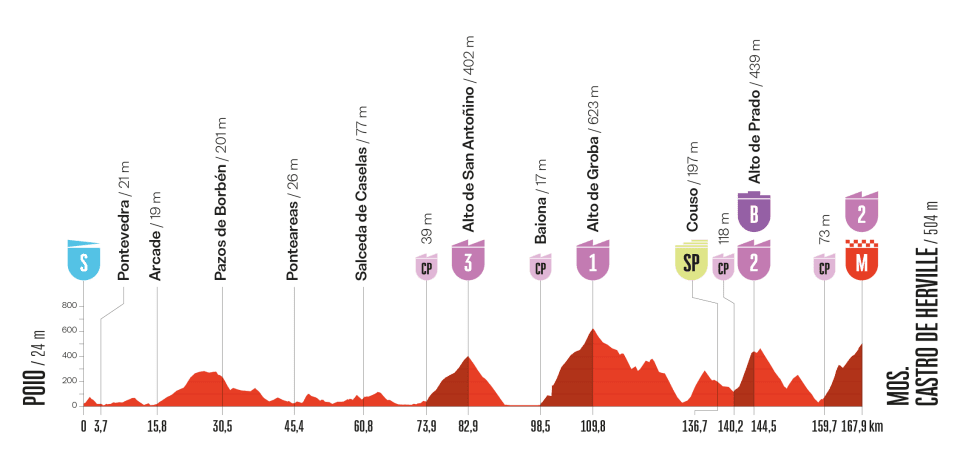 Alto de San Antoñino / 402 m
Alto de Prado / 439 m
Alto de Groba / 623 m
Salceda de Caselas / 77 m
Pazos de Borbén / 201 m
Couso / 197 m
Pontevedra / 21 m
Baiona / 17 m
Ponteareas / 26 m
Arcade / 19 m
39 m
118 m
73 m
B
2
S
CP
3
CP
1
SP
CP
2
CP
M
800
600
400
200
0
POIO / 24 m
MOS.
CASTRO DE HERVILLE / 504 m
0 3,7 15,8 30,5 45,4 60,8 73,9 82,9 98,5 109,8 136,7 140,2 144,5 159,7 167,9 km